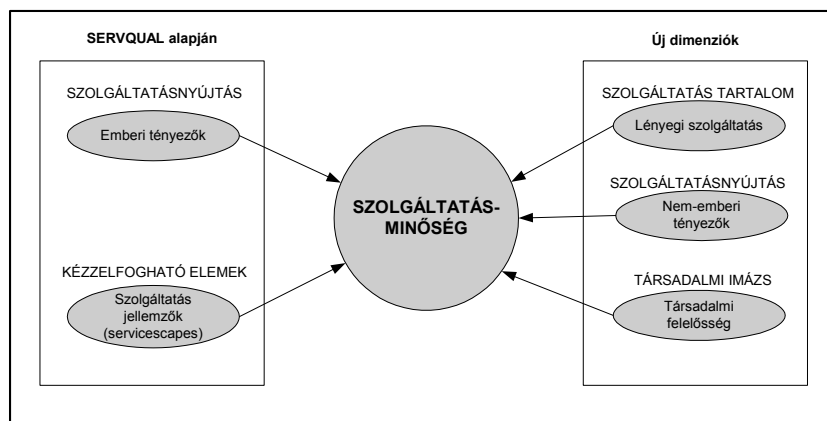 SERVQUAL alapján
SZOLGÁLTATÁSNYÚJTÁS
Emberi tényezők
KÉZZELFOGHATÓ ELEMEK
Szolgáltatás
jellemzők
(servicescapes)
SZOLGÁLTATÁS-
MINŐSÉG
Új dimenziók
SZOLGÁLTATÁS TARTALOM
Lényegi szolgáltatás
SZOLGÁLTATÁSNYÚJTÁS
Nem-emberi
tényezők
TÁRSADALMI IMÁZS
Társadalmi
felelősség